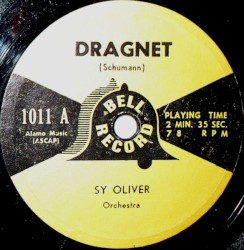 DRAGNET
(Schumann)
1011 A
Alamo Music
(ASCAP)
BELL
RECORD
PLAYING TIME
2 MIN. 35 SEC.
78 RPM
SY OLIVER
Orchestra